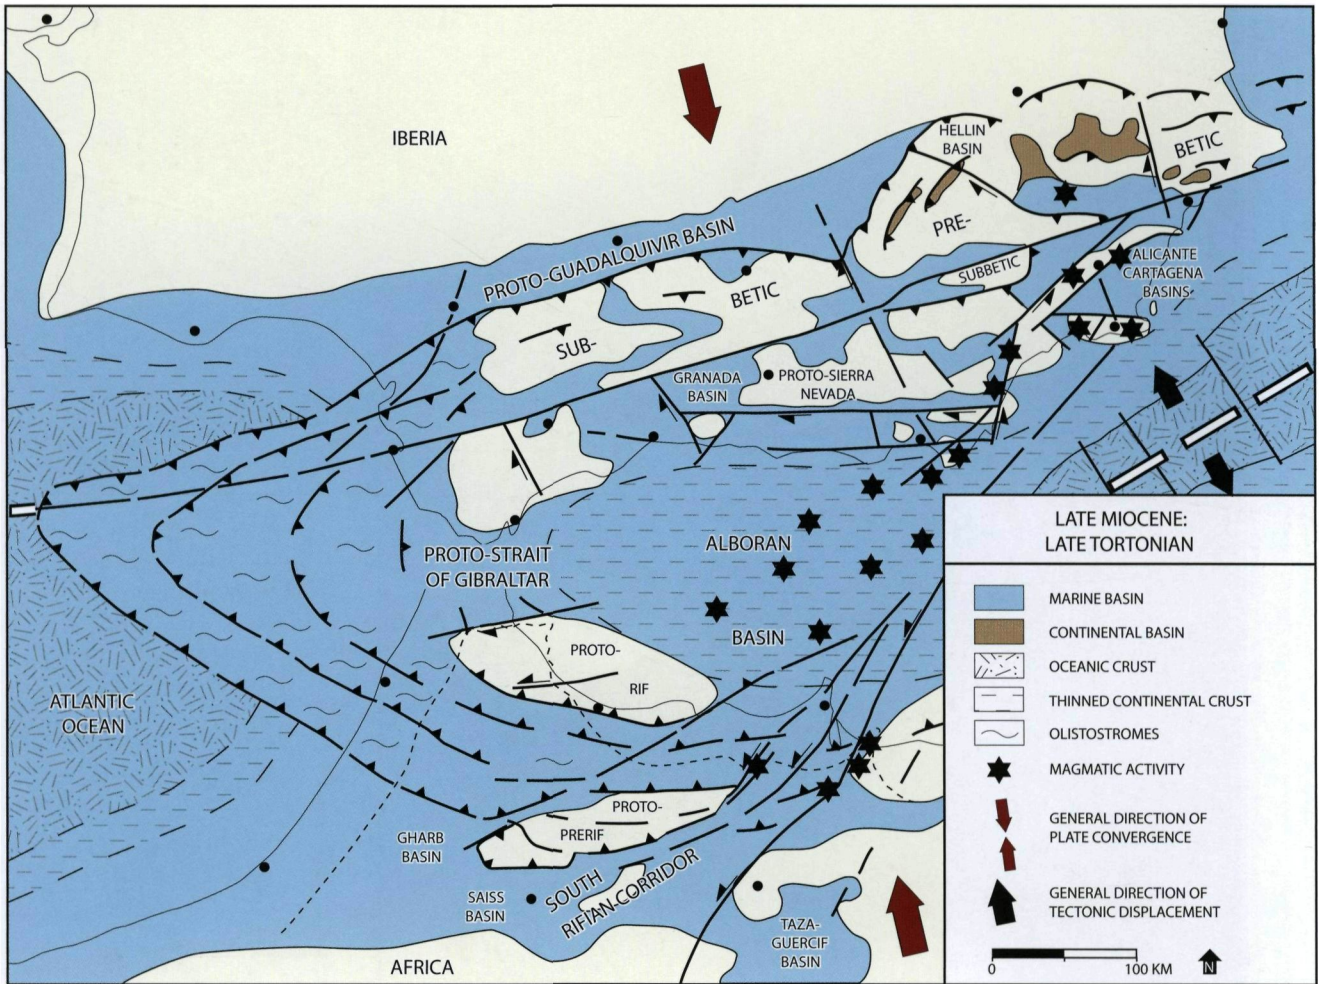 IBERIA
HELLIN
BASIN
BETIC
PRE-
PROTO-GUADALQUIVIR BASIN
SUBBETIC
ALICANTE
CARTAGENA
BASINS
BETIC
SUB-
GRANADA
BASIN
PROTO-SIERRA
NEVADA
PROTO-STRAIT
OF GIBRALTAR
ALBORAN
BASIN
PROTO-
RIF
ATLANTIC
OCEAN
PROTO-
PRERIF
GHARB
BASIN
SAISS
BASIN
SOUTH
RIFIAN-CORRIDOR
TAZA-
GUERCIF
BASIN
AFRICA
LATE MIOCENE:
LATE TORTONIAN
MARINE BASIN
CONTINENTAL BASIN
OCEANIC CRUST
THINNED CONTINENTAL CRUST
OLISTOSTROMES
MAGMATIC ACTIVITY
GENERAL DIRECTION OF
PLATE CONVERGENCE
GENERAL DIRECTION OF
TECTONIC DISPLACEMENT
0 100 KM N